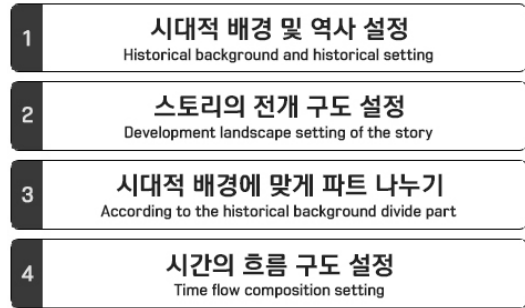 1
시대적 배경 및 역사 설정
Historical background and historical setting
2
스토리의 전개 구도 설정
Development landscape setting of the story
3
시대적 배경에 맞게 파트 나누기
According to the historical background divide part
4
시간의 흐름 구도 설정
Time flow composition setting